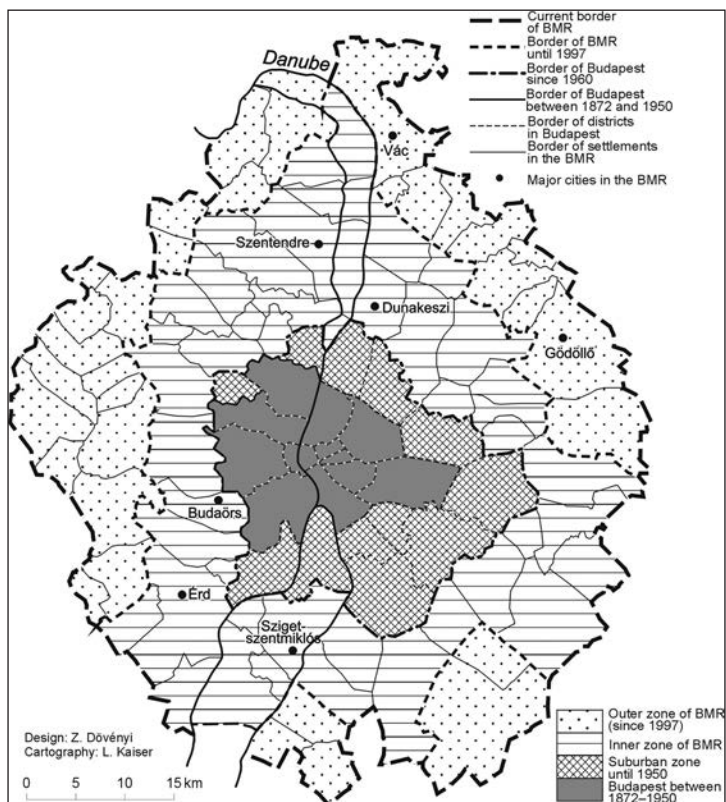 Current border
of BMR
Border of BMR
until 1997
Border of Budapest
since 1960
Border of Budapest
between 1872 and 1950
Border of districts
in Budapest
Border of settlements
in the BMR
Major cities in the BMR
Danube
Vác
Szentendre
Dunakeszi
Gödöllő
Budaörs
Érd
Sziget-
szentmiklós
Design: Z. Dövényi
Cartography: L. Kaiser
0 5 10 15 km
Outer zone of BMR
(since 1997)
Inner zone of BMR
Suburban zone
until 1950
Budapest between
1872–1950